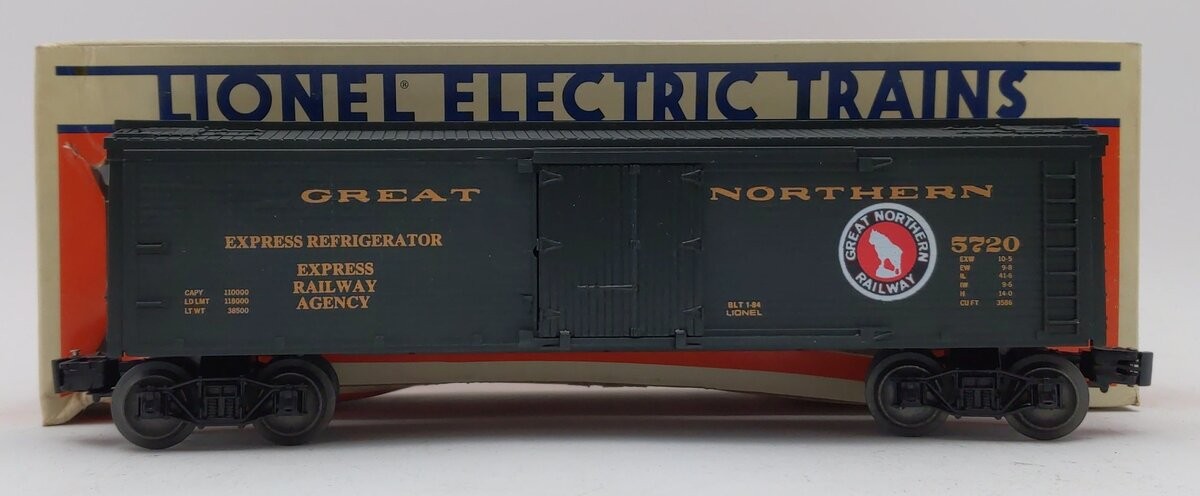 LIONEL® ELECTRIC TRAINS
GREAT NORTHERN
EXPRESS REFRIGERATOR
EXPRESS
RAILWAY
AGENCY
CAPY 110000
LD LMT 118000
LT WT 38500
BLT 1-84
LIONEL
GREAT NORTHERN
RAILWAY
5720
EXW 10-5
EW 9-8
IL 41-6
IW 9-6
H 14-0
CU FT 3586